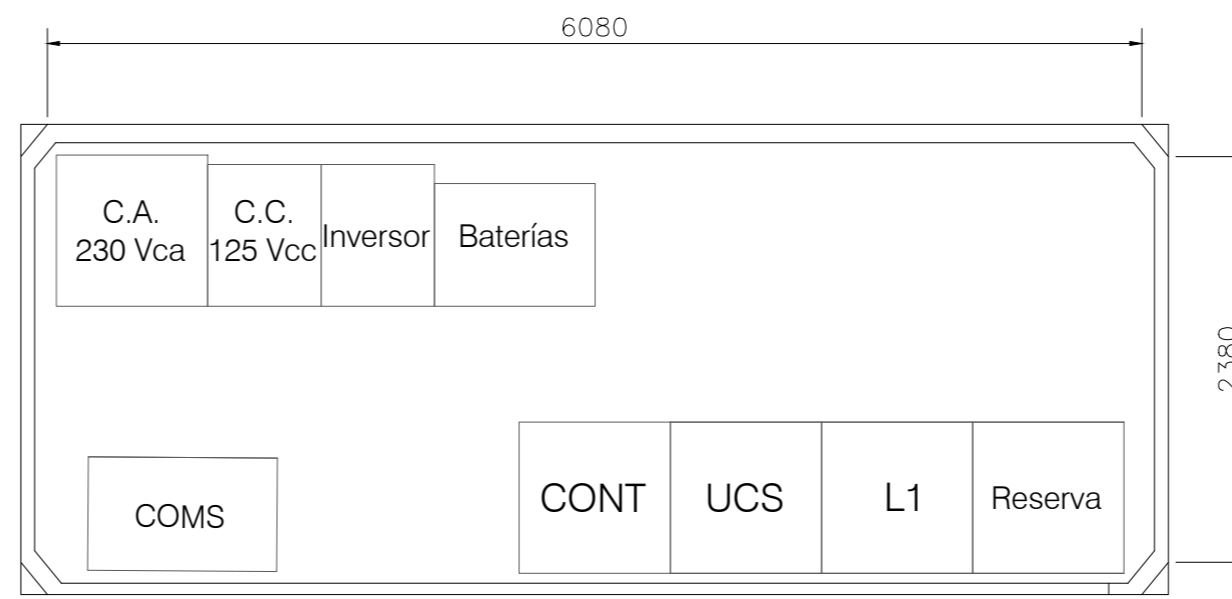 6080
C.A.
230 Vca
C.C.
125 Vcc
Inversor
Baterías
2380
COMS
CONT
UCS
L1
Reserva